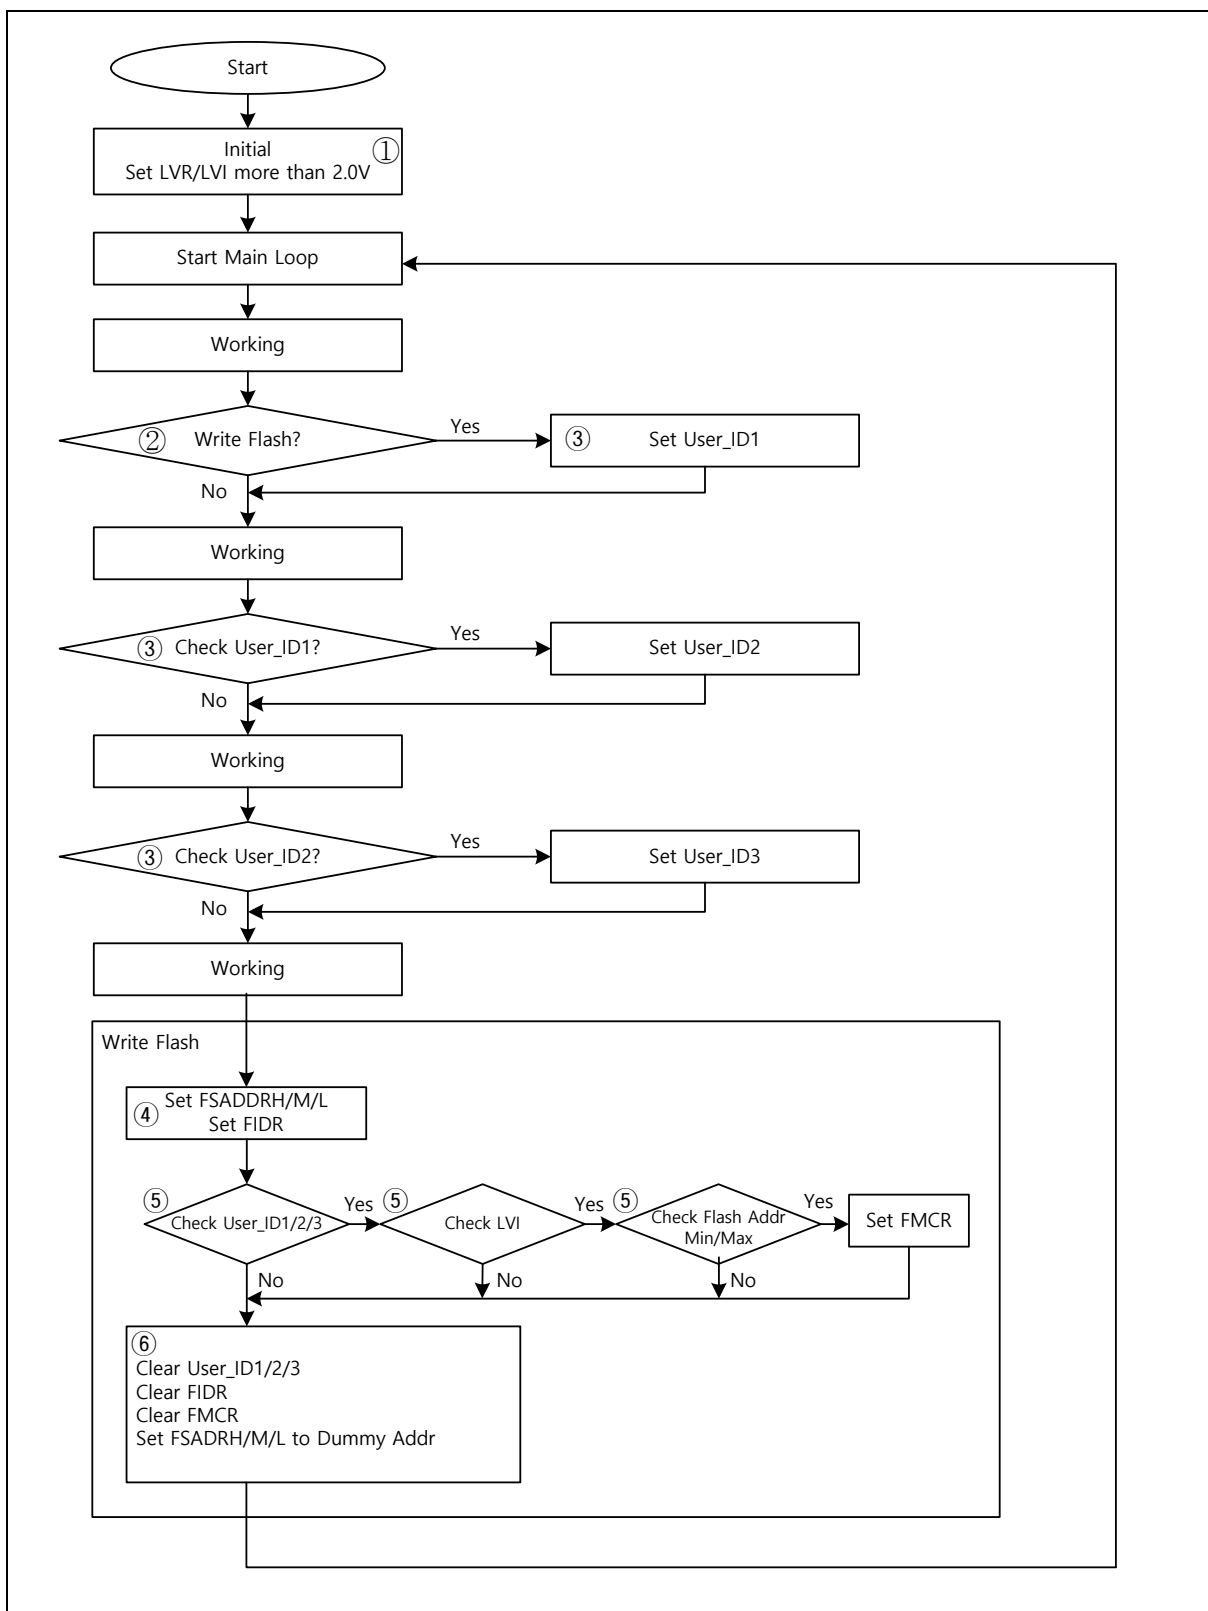 Start
Initial
①
Set LVR/LVI more than 2.0V
Start Main Loop
Working
② Write Flash?
Yes
③ Set User_ID1
No
Working
③ Check User_ID1?
Yes
Set User_ID2
No
Working
③ Check User_ID2?
Yes
Set User_ID3
No
Working
Write Flash
④
Set FSADDRH/M/L
Set FIDR
⑤
Check User_ID1/2/3
Yes
⑤
Check LVI
Yes
⑤
Check Flash Addr
Min/Max
Yes
Set FMCR
No
No
No
⑥
Clear User_ID1/2/3
Clear FIDR
Clear FMCR
Set FSADRH/M/L to Dummy Addr